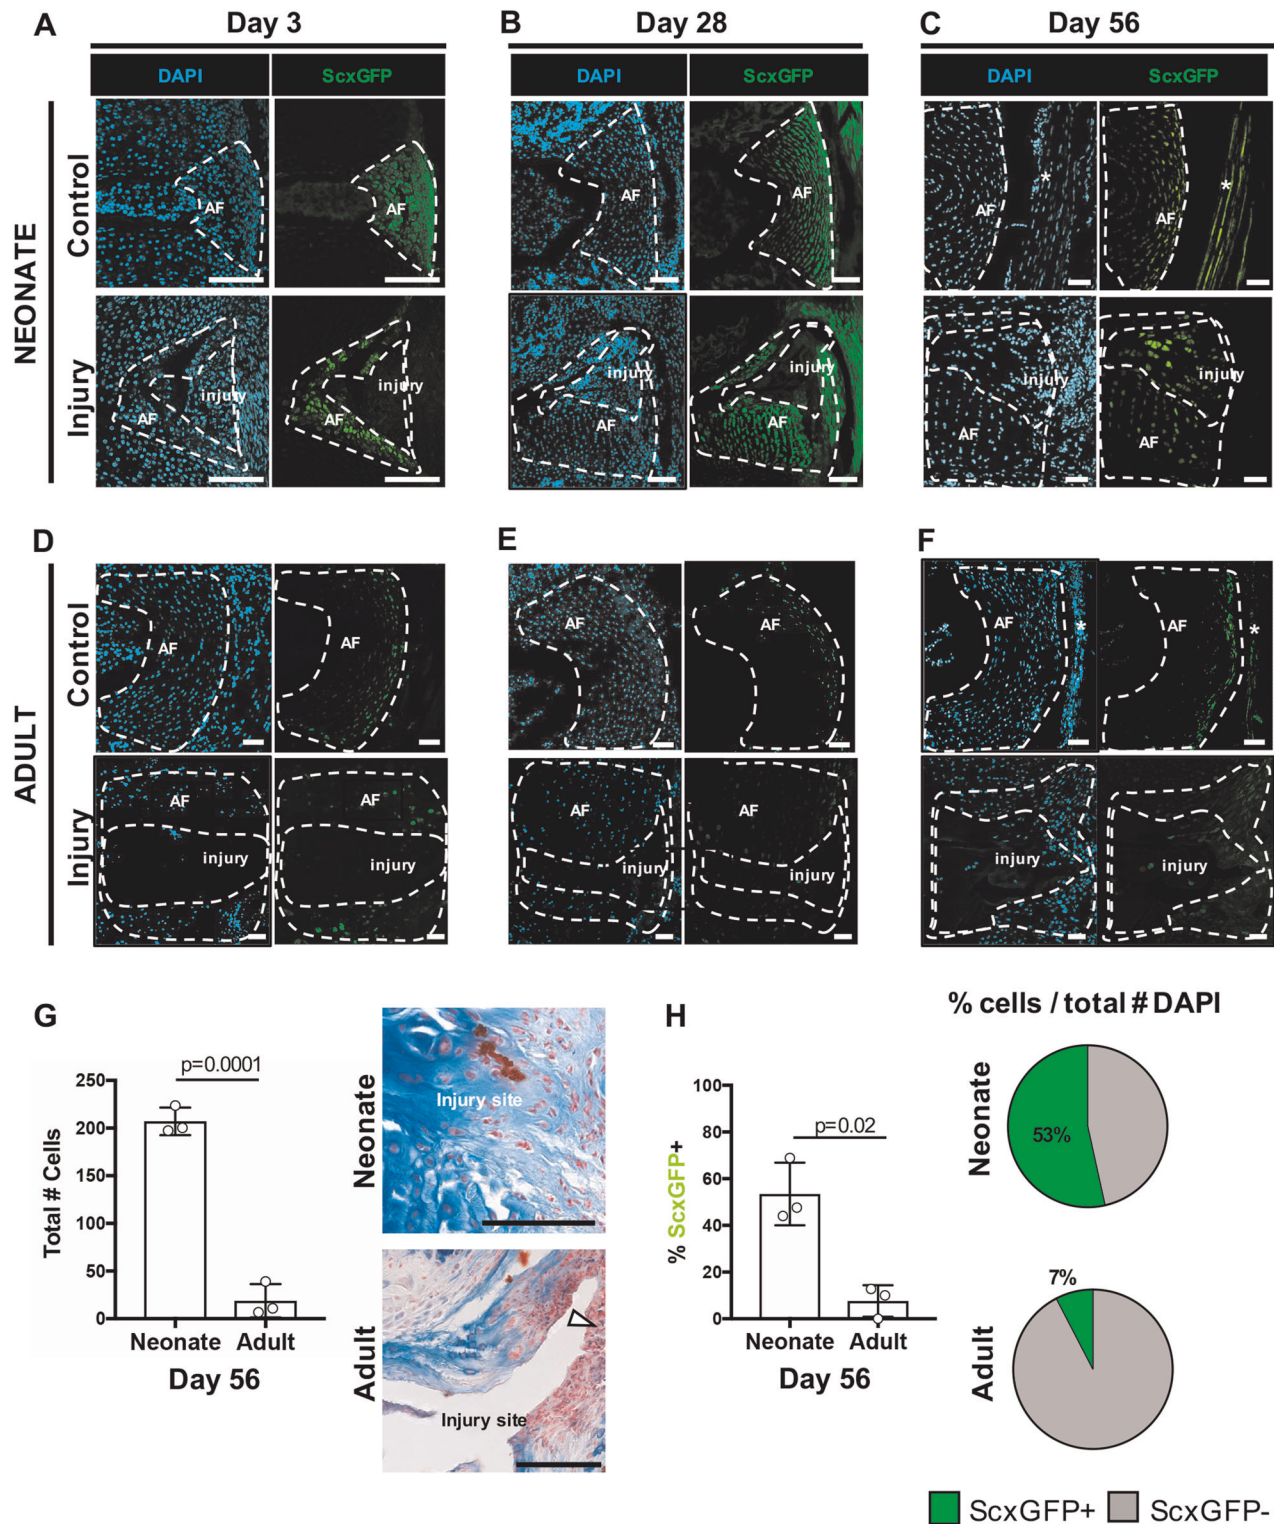 A
Day 3
B
Day 28
C
Day 56
DAPI
ScxGFP
DAPI
ScxGFP
DAPI
ScxGFP
NEONATE
Control
AF
AF
AF
AF
AF
*
AF
*
Injury
AF
injury
AF
injury
AF
injury
AF
injury
AF
injury
AF
injury
D
E
F
ADULT
Control
AF
AF
AF
AF
AF
*
AF
*
Injury
AF
injury
AF
injury
AF
injury
AF
injury
injury
injury
G
p=0.0001
Total # Cells
250
200
150
100
50
0
Neonate
Adult
Day 56
Neonate
Injury site
Adult
Injury site
H
p=0.02
% ScxGFP+
100
80
60
40
20
0
Neonate
Adult
Day 56
% cells / total # DAPI
Neonate
53%
Adult
7%
ScxGFP+
ScxGFP-